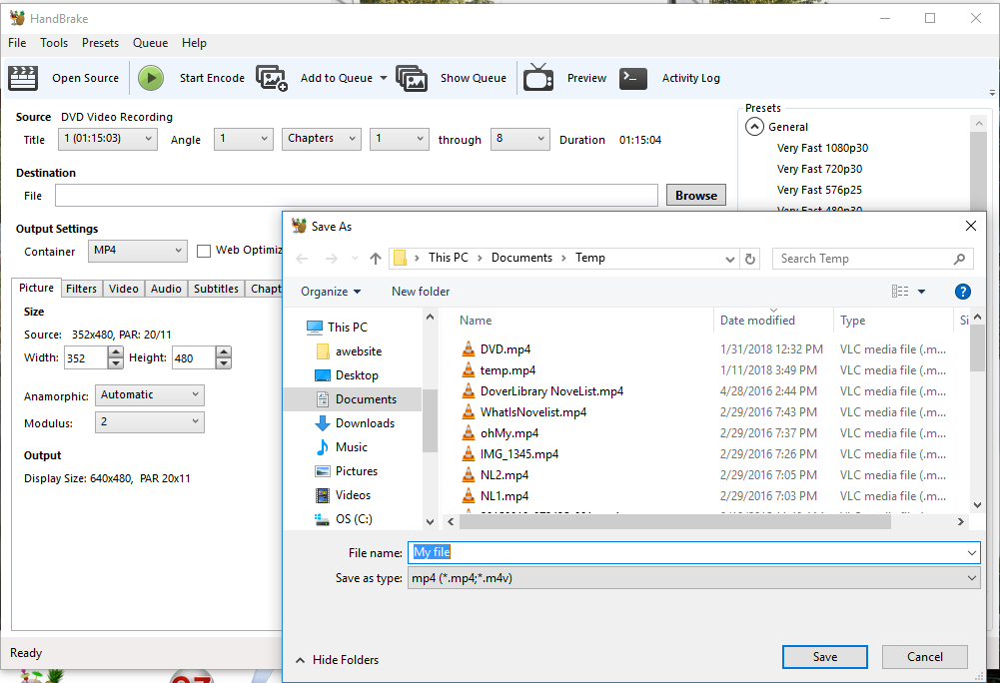 HandBrake
File Tools Presets Queue Help
Open Source Start Encode Add to Queue Show Queue Preview Activity Log
Source DVD Video Recording
Title 1 (01:15:03) Angle 1 Chapters 1 through 8 Duration 01:15:04
Destination
File Browse
Output Settings
Container MP4 Web Optimiz
Picture Filters Video Audio Subtitles Chapt
Size
Source: 352x480, PAR: 20/11
Width: 352 Height: 480
Anamorphic: Automatic
Modulus: 2
Output
Display Size: 640x480, PAR 20x11
Ready
Presets
General
Very Fast 1080p30
Very Fast 720p30
Very Fast 576p25
Very Fast 480p30
Save As
This PC Documents Temp
Search Temp
Organize New folder
?
This PC
awebsite
Desktop
Documents
Downloads
Music
Pictures
Videos
OS (C:)
Name Date modified Type Si
DVD.mp4 1/31/2018 12:32 PM VLC media file (.m...
temp.mp4 1/11/2018 3:49 PM VLC media file (.m...
DoverLibrary NoveList.mp4 4/28/2016 2:44 PM VLC media file (.m...
WhatIsNovelist.mp4 2/29/2016 7:43 PM VLC media file (.m...
ohMy.mp4 2/29/2016 7:37 PM VLC media file (.m...
IMG_1345.mp4 2/29/2016 7:26 PM VLC media file (.m...
NL2.mp4 2/29/2016 7:05 PM VLC media file (.m...
NL1.mp4 2/29/2016 7:03 PM VLC media file (.m...
File name: My file
Save as type: mp4 (*.mp4;*.m4v)
Hide Folders
Save Cancel